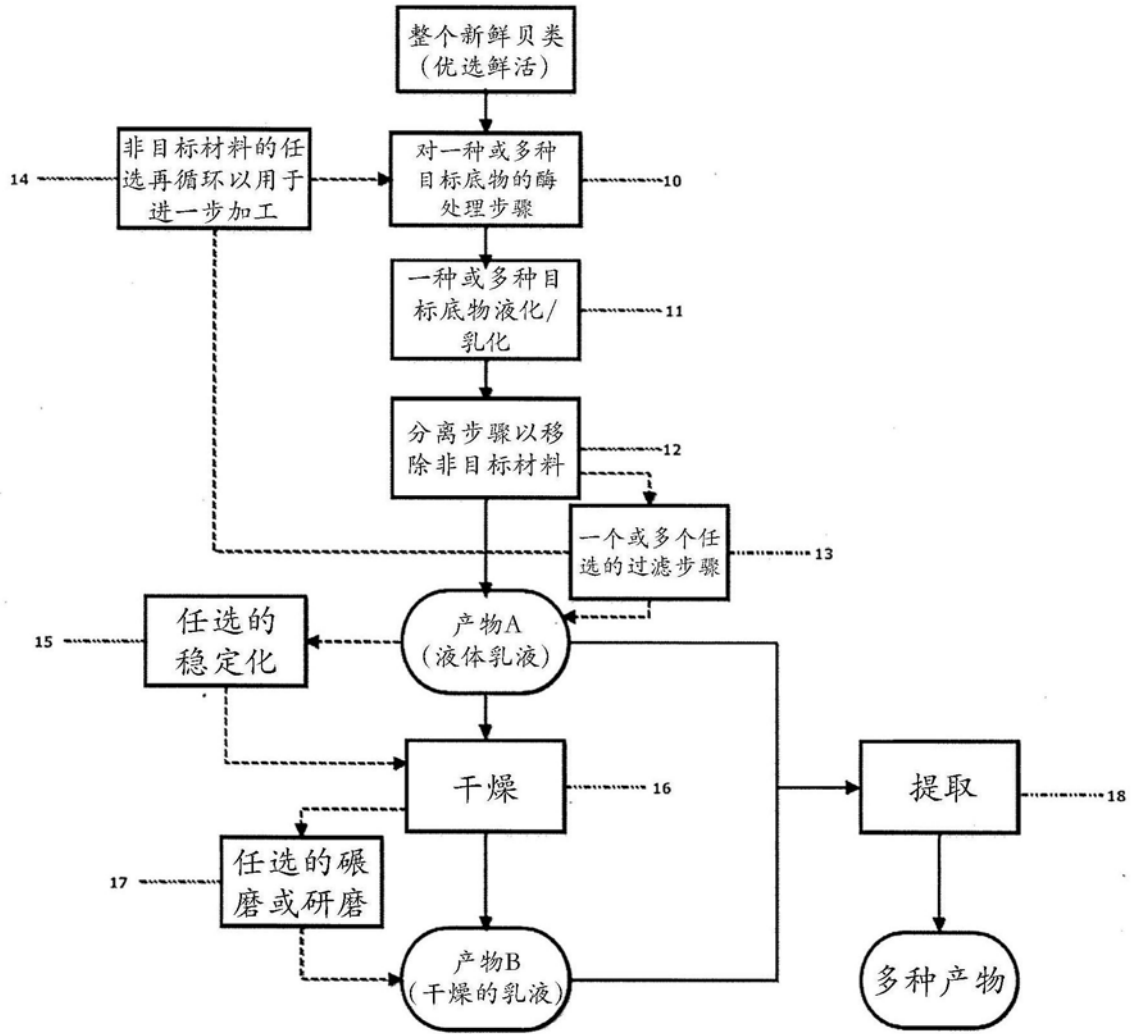 整个新鲜贝类
(优选鲜活)
非目标材料的任
选再循环以用于
进一步加工
14
对一种或多种
目标底物的酶
处理步骤
10
一种或多种目
标底物液化/
乳化
11
分离步骤以移
除非目标材料
12
一个或多个任
选的过滤步骤
13
任选的
稳定化
15
产物A
(液体乳液)
干燥
16
提取
18
任选的碾
磨或研磨
17
产物B
(干燥的乳液)
多种产物